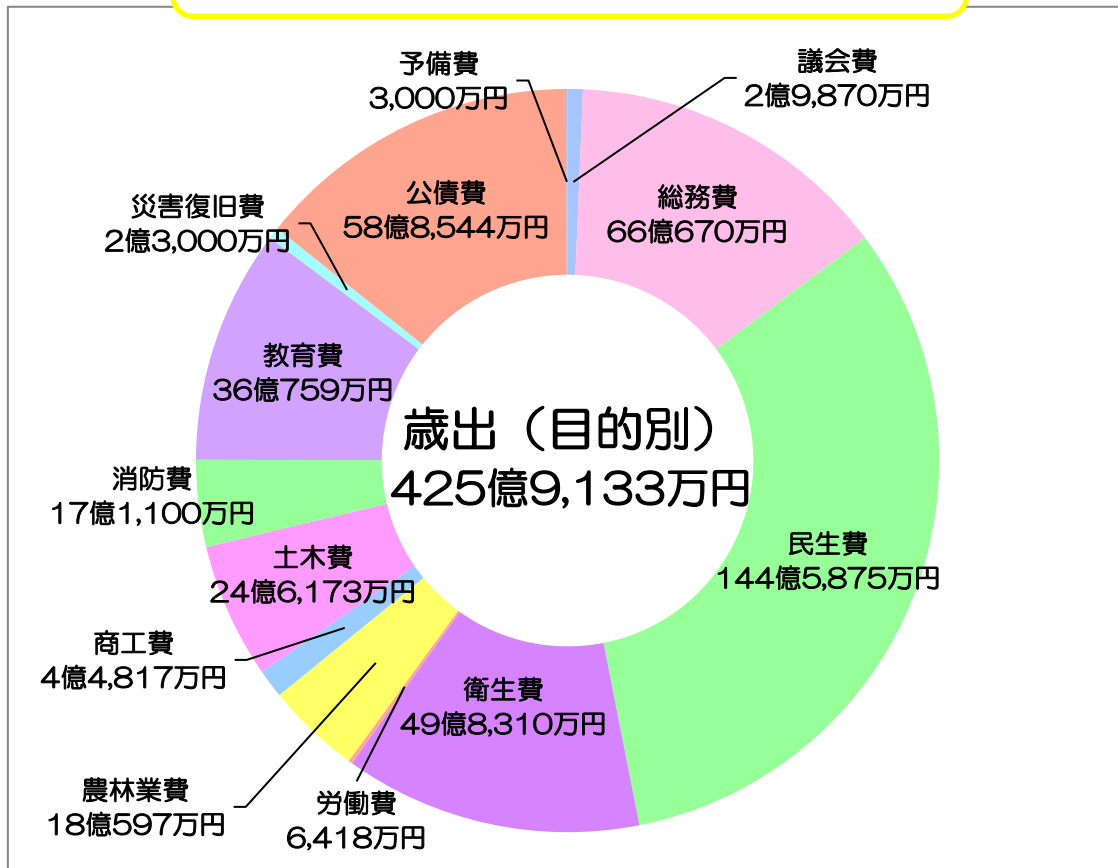 予備費
3,000万円
議会費
2億9,870万円
総務費
66億670万円
公債費
58億8,544万円
災害復旧費
2億3,000万円
教育費
36億759万円
歳出（目的別）
425億9,133万円
消防費
17億1,100万円
民生費
144億5,875万円
土木費
24億6,173万円
商工費
4億4,817万円
衛生費
49億8,310万円
農林業費
18億597万円
労働費
6,418万円